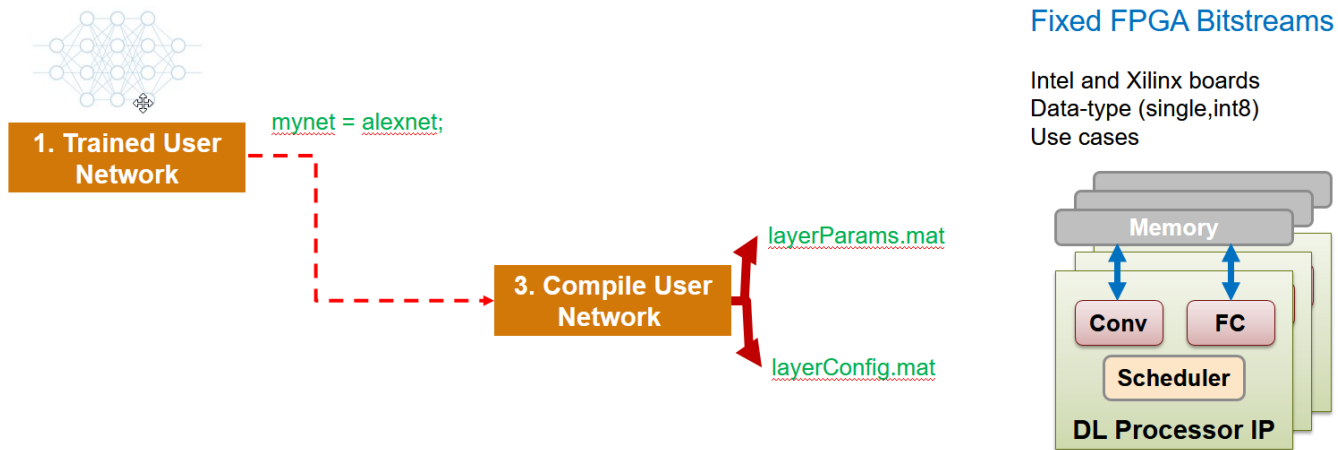 Fixed FPGA Bitstreams
Intel and Xilinx boards
Data-type (single,int8)
Use cases
mynet = alexnet;
1. Trained User
Network
layerParams.mat
3. Compile User
Network
layerConfig.mat
Memory
Conv
FC
Scheduler
DL Processor IP